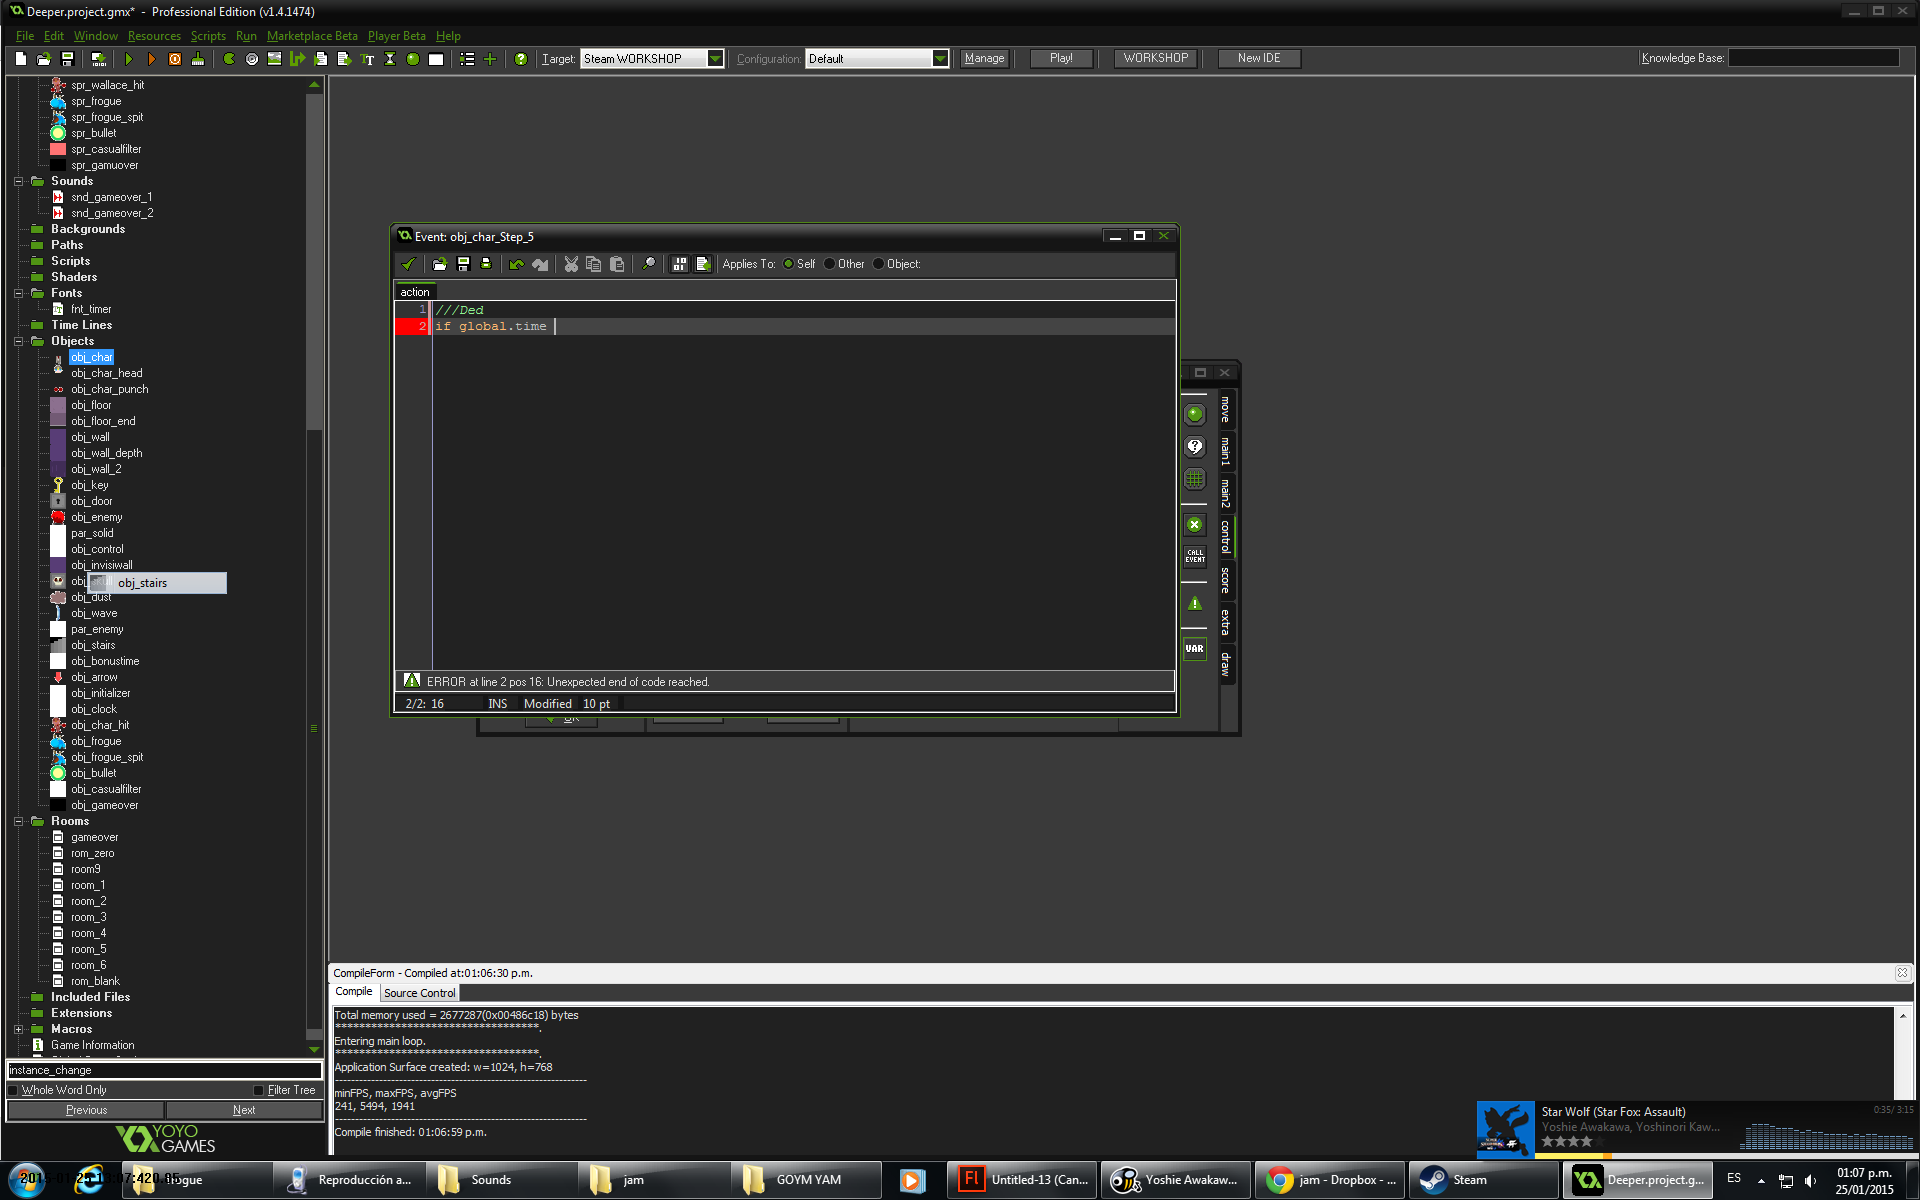 Deeper.project.gmx* - Professional Edition (v1.4.1474)
File Edit Window Resources Scripts Run Marketplace Beta Player Beta Help
Target: Steam WORKSHOP Configuration: Default Manage Play! WORKSHOP New IDE Knowledge Base:
spr_wallace_hit
spr_frogue
spr_frogue_spit
spr_bullet
spr_casualfilter
spr_gamuover
Sounds
snd_gameover_1
snd_gameover_2
Backgrounds
Paths
Scripts
Shaders
Fonts
fnt_timer
Time Lines
Objects
obj_char
obj_char_head
obj_char_punch
obj_floor
obj_floor_end
obj_wall
obj_wall_depth
obj_wall_2
obj_key
obj_door
obj_enemy
par_solid
obj_control
obj_invisiwall
obj_stairs
obj_dust
obj_wave
par_enemy
obj_stairs
obj_bonustime
obj_arrow
obj_initializer
obj_clock
obj_char_hit
obj_frogue
obj_frogue_spit
obj_bullet
obj_casualfilter
obj_gameover
Rooms
gameover
rom_zero
room9
room_1
room_2
room_3
room_4
room_5
room_6
rom_blank
Included Files
Extensions
Macros
Game Information
instance_change
Whole Word Only Filter Tree
Previous Next
YOYO GAMES
Event: obj_char_Step_5
Applies To: Self Other Object:
action
1 ///Ded
2 if global.time
ERROR at line 2 pos 16: Unexpected end of code reached.
2/2: 16 INS Modified 10 pt
move
main1
main2
control
score
extra
draw
CALL EVENT
VAR
CompileForm - Compiled at:01:06:30 p.m.
Compile Source Control
Total memory used = 2677287(0x00486c18) bytes
***********************************.
Entering main loop.
***********************************.
Application Surface created: w=1024, h=768
minFPS, maxFPS, avgFPS
241, 5494, 1941
Compile finished: 01:06:59 p.m.
Star Wolf (Star Fox: Assault) 0:35/ 3:15
Yoshie Awakawa, Yoshinori Kaw...
Reproducción a... Sounds jam GOYM YAM Untitled-13 (Can... Yoshie Awakaw... jam - Dropbox - ... Steam Deeper.project.g... ES
01:07 p.m.
25/01/2015